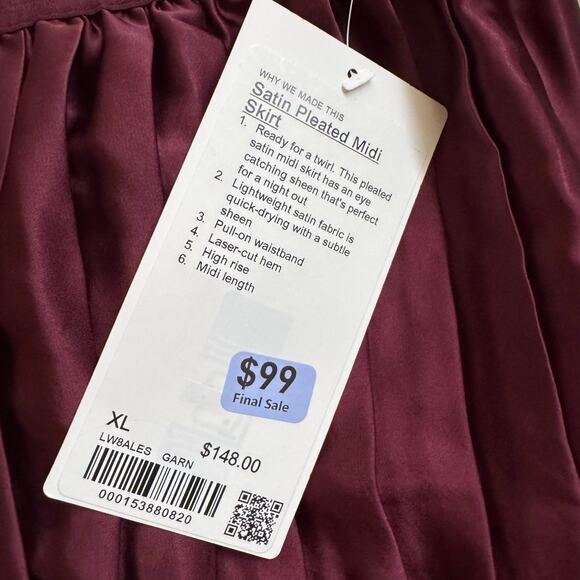 WHY WE MADE THIS
Satin Pleated Midi
Skirt
1. Ready for a twirl. This pleated
satin midi skirt has an eye
catching sheen that's perfect
for a night out
2. Lightweight satin fabric is
quick-drying with a subtle
sheen
3. Pull-on waistband
4. Laser-cut hem
5. High rise
6. Midi length
$99
Final Sale
XL
LW8ALES GARN $148.00
000153880820